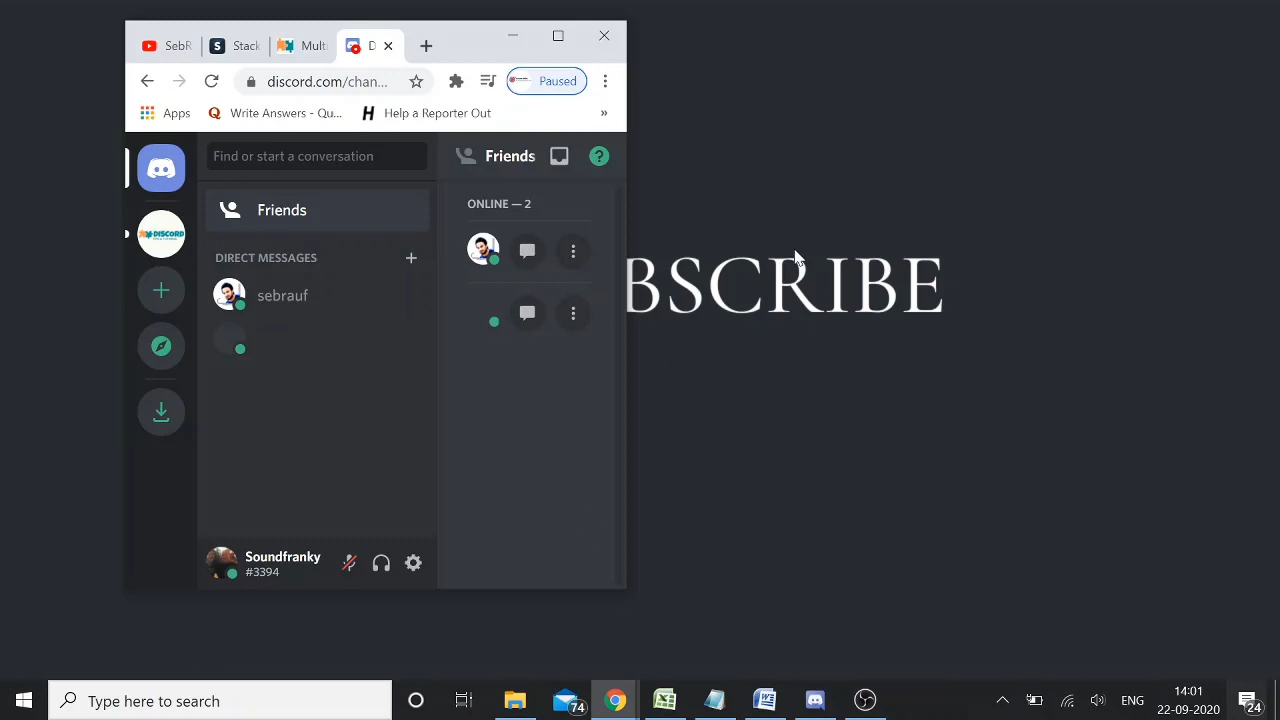 SebR
Stack
Multi
D
discord.com/chan...
Paused
Apps
Write Answers - Qu...
Help a Reporter Out
»
Find or start a conversation
Friends
?
Friends
ONLINE — 2
DISCORD
DIRECT MESSAGES
sebrauf
BSCRIBE
Soundfranky
#3394
Type here to search
74
ENG
14:01
22-09-2020
24